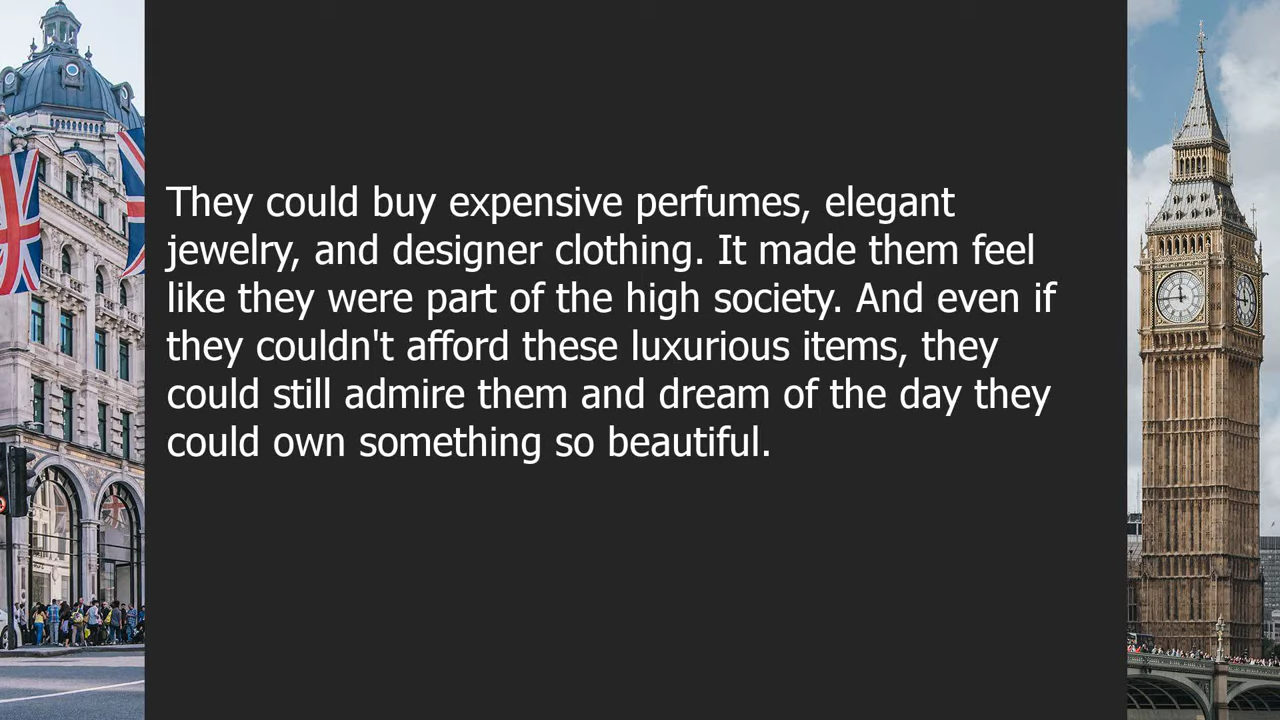 They could buy expensive perfumes, elegant
jewelry, and designer clothing. It made them feel
like they were part of the high society. And even if
they couldn't afford these luxurious items, they
could still admire them and dream of the day they
could own something so beautiful.